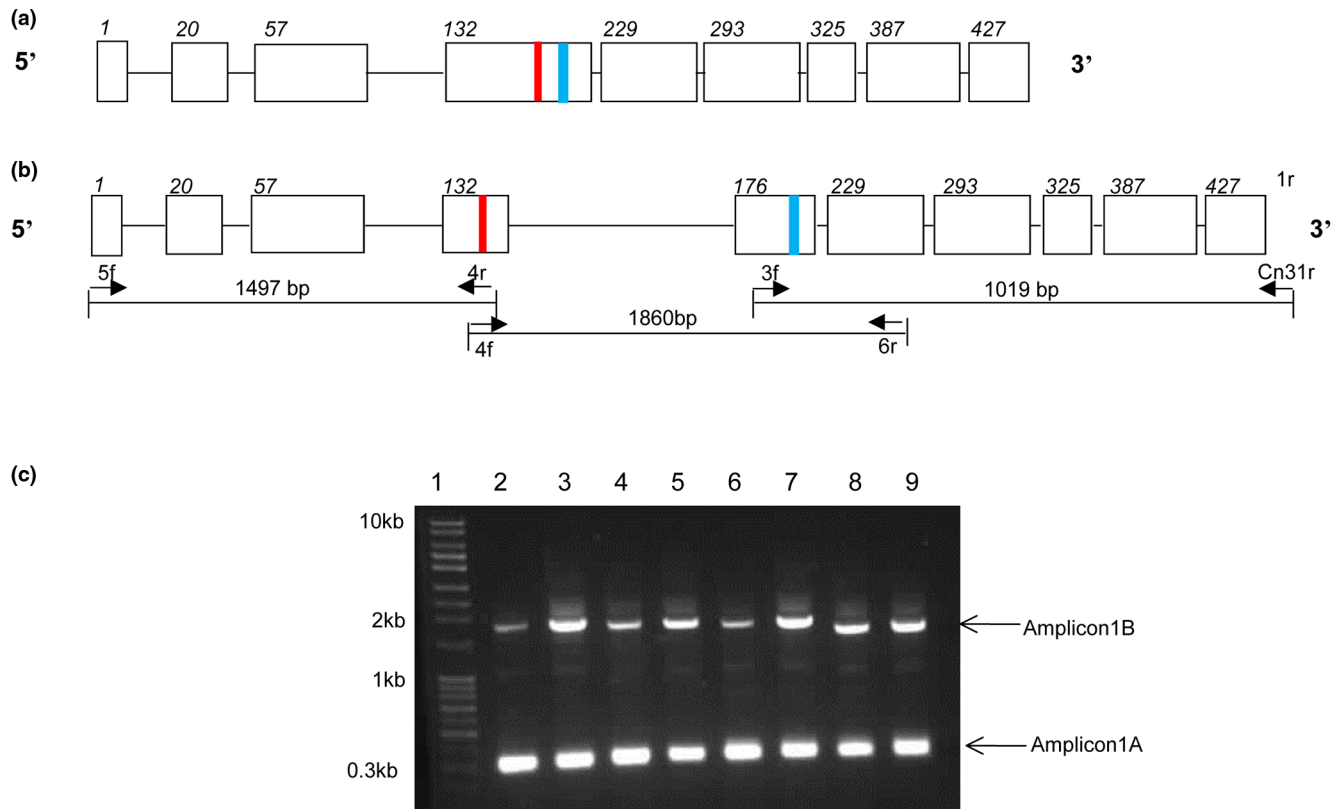 (a)
1 20 57 132 229 293 325 387 427
5’ 3’
(b)
1 20 57 132 176 229 293 325 387 427 1r
5’ 3’
5f 4r 3f Cn31r
1497 bp 1019 bp
1860bp
4f 6r
(c)
1 2 3 4 5 6 7 8 9
10kb
2kb
Amplicon1B
1kb
Amplicon1A
0.3kb